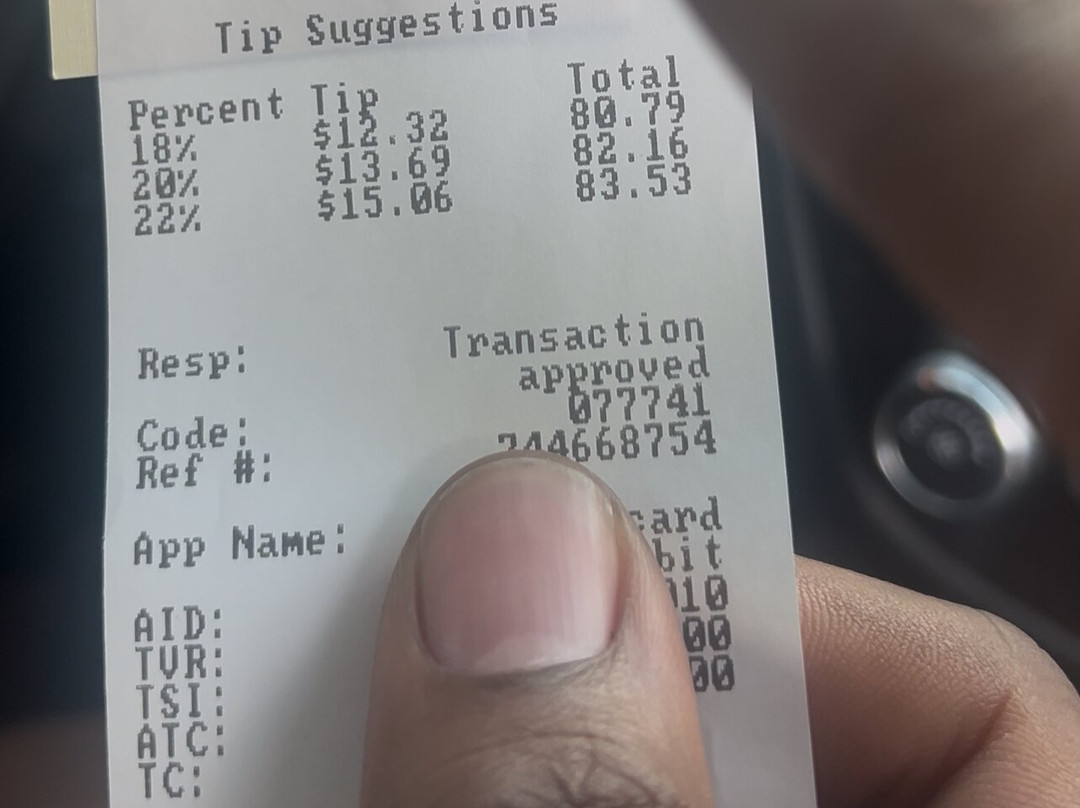 Tip Suggestions
Percent Tip Total
18% $12.32 80.79
20% $13.69 82.16
22% $15.06 83.53
Resp: Transaction
approved
Code: 077741
Ref #: 244668754
App Name:
AID:
TVR:
TSI:
ATC:
TC: